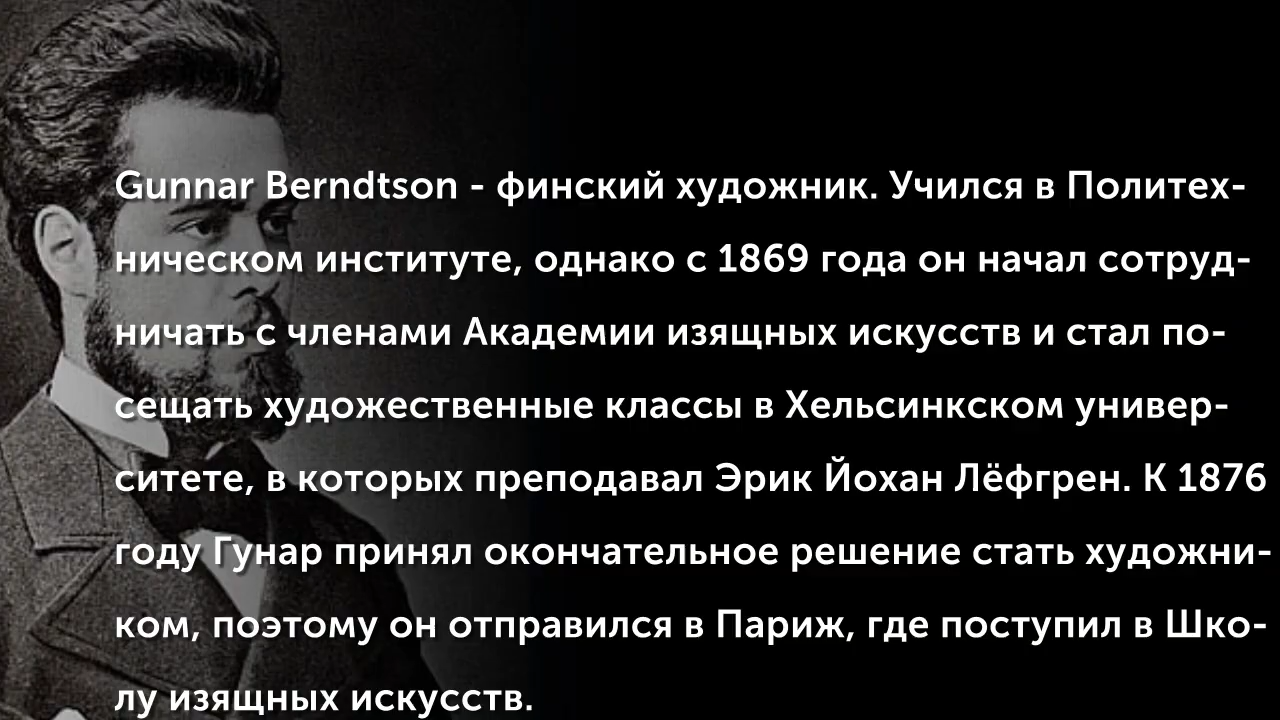 Gunnar Berndtson - финский художник. Учился в Политех-
ническом институте, однако с 1869 года он начал сотруд-
ничать с членами Академии изящных искусств и стал по-
сещать художественные классы в Хельсинкском универ-
ситете, в которых преподавал Эрик Йохан Лёфгрен. К 1876
году Гунар принял окончательное решение стать художни-
ком, поэтому он отправился в Париж, где поступил в Шко-
лу изящных искусств.